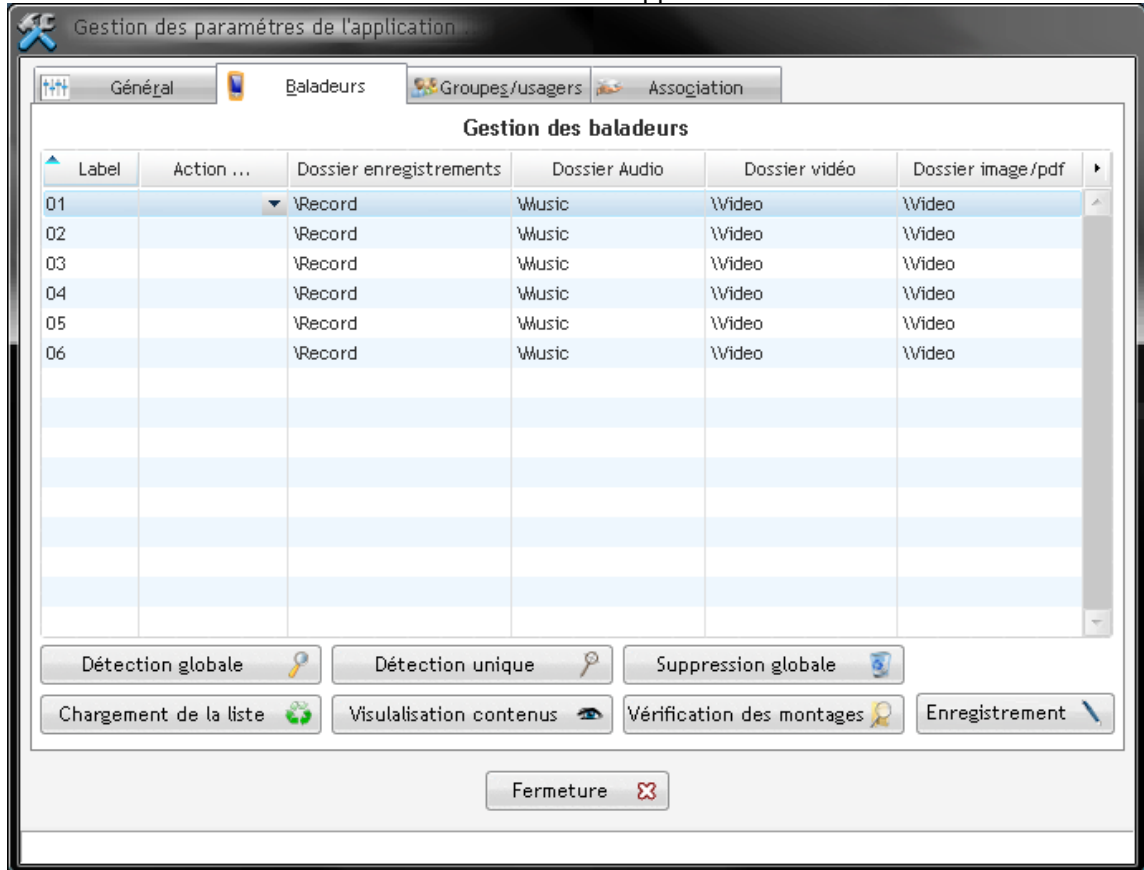 Gestion des paramétres de l'application...
Général Baladeurs Groupes/usagers Association
Gestion des baladeurs
Label Action ... Dossier enregistrements Dossier Audio Dossier vidéo Dossier image/pdf
01 \Record \Music \Video \Video
02 \Record \Music \Video \Video
03 \Record \Music \Video \Video
04 \Record \Music \Video \Video
05 \Record \Music \Video \Video
06 \Record \Music \Video \Video
Détection globale Détection unique Suppression globale
Chargement de la liste Visulalisation contenus Vérification des montages Enregistrement
Fermeture